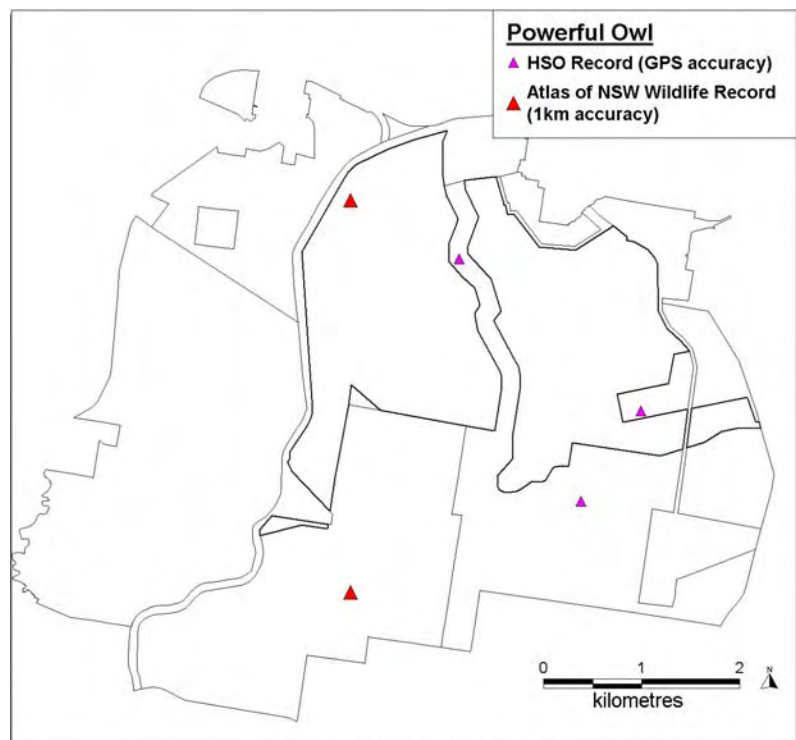 Powerful Owl
HSO Record (GPS accuracy)
Atlas of NSW Wildlife Record
(1km accuracy)
N
0 1 2
kilometres